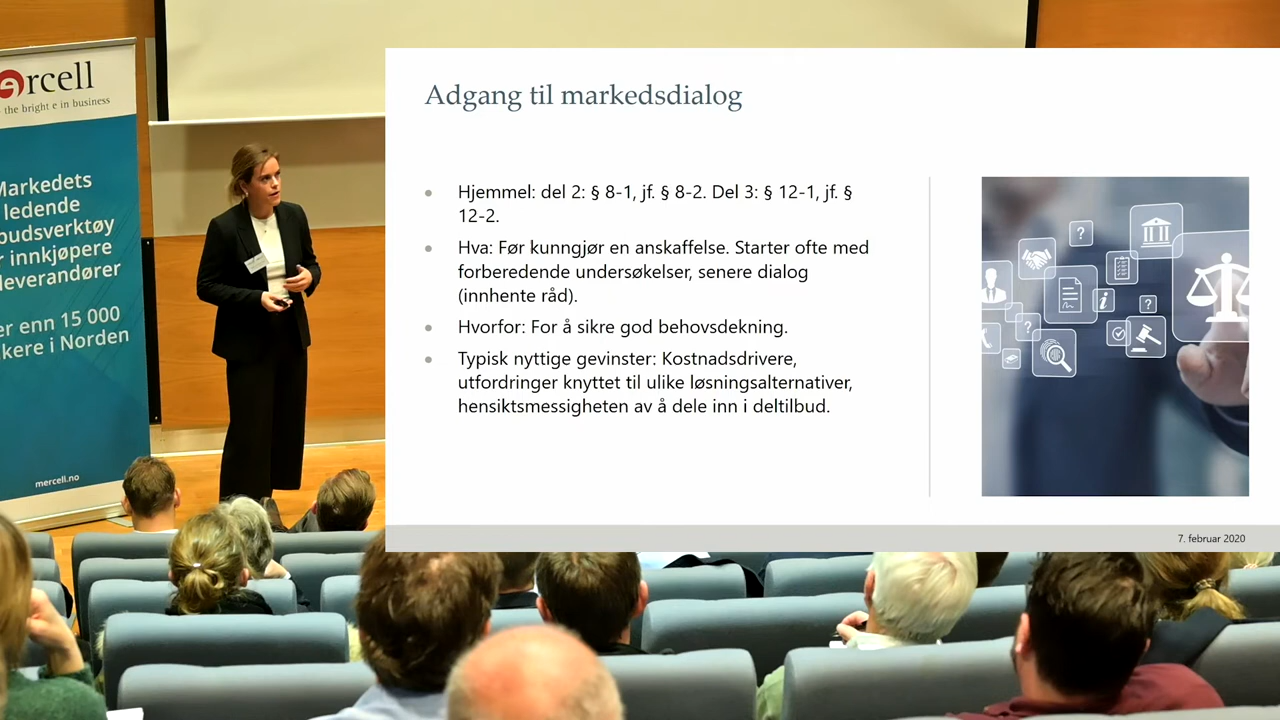 ercell
the bright e in business
Markedets
ledende
budsverktøy
r innkjøpere
leverandører
er enn 15 000
kere i Norden
mercell.no
Adgang til markedsdialog
Hjemmel: del 2: § 8-1, jf. § 8-2. Del 3: § 12-1, jf. §
12-2.
Hva: Før kunngjør en anskaffelse. Starter ofte med
forberedende undersøkelser, senere dialog
(innhente råd).
Hvorfor: For å sikre god behovsdekning.
Typisk nyttige gevinster: Kostnadsdrivere,
utfordringer knyttet til ulike løsningsalternativer,
hensiktsmessigheten av å dele inn i deltilbud.
7. februar 2020